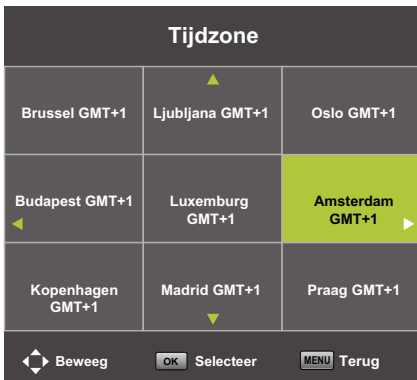 Tijdzone
Brussel GMT+1
Ljubljana GMT+1
Oslo GMT+1
Budapest GMT+1
Luxemburg
GMT+1
Amsterdam
GMT+1
Kopenhagen
GMT+1
Madrid GMT+1
Praag GMT+1
Beweeg
OK Selecteer
MENU Terug